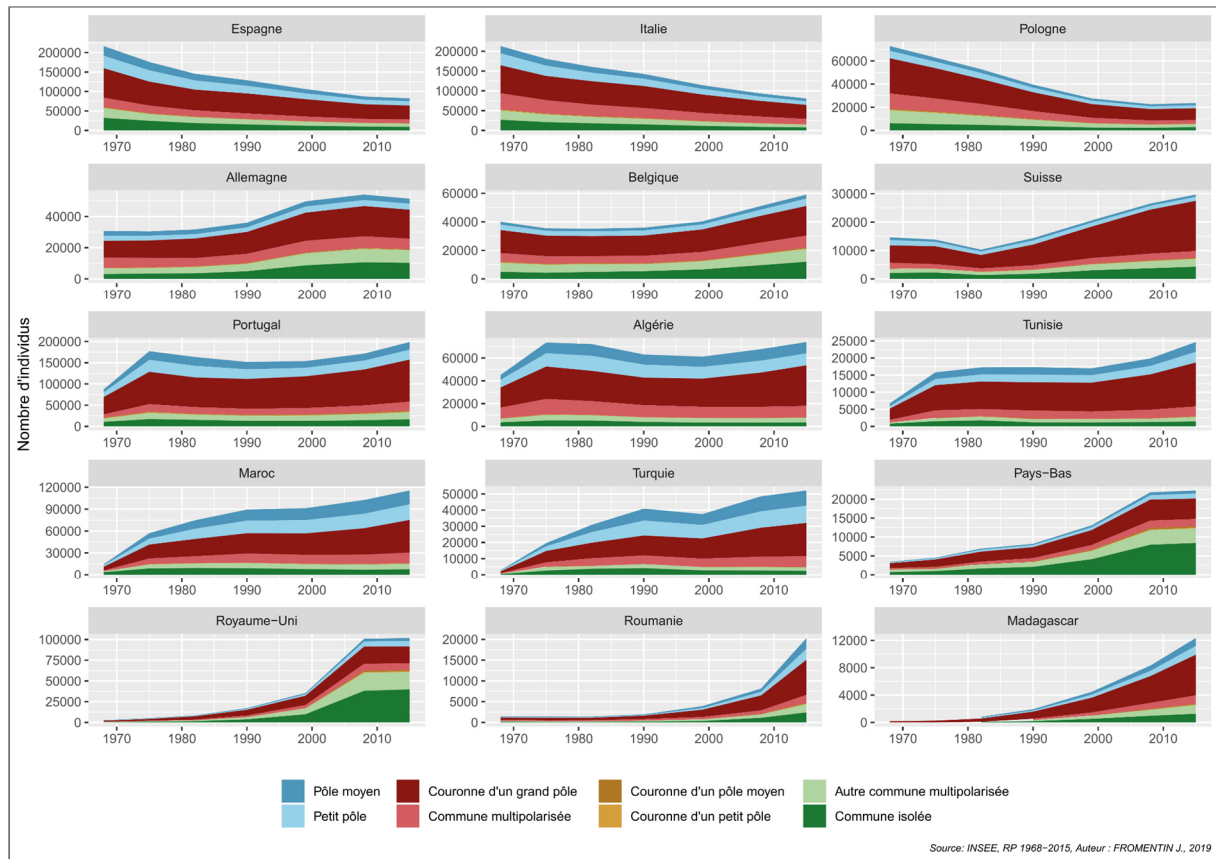 Nombre d'individus
Espagne
200000
150000
100000
50000
0
1970 1980 1990 2000 2010
Italie
200000
150000
100000
50000
0
1970 1980 1990 2000 2010
Pologne
60000
40000
20000
0
1970 1980 1990 2000 2010
Allemagne
40000
20000
0
1970 1980 1990 2000 2010
Belgique
60000
40000
20000
0
1970 1980 1990 2000 2010
Suisse
30000
20000
10000
0
1970 1980 1990 2000 2010
Portugal
200000
150000
100000
50000
0
1970 1980 1990 2000 2010
Algérie
60000
40000
20000
0
1970 1980 1990 2000 2010
Tunisie
25000
20000
15000
10000
5000
0
1970 1980 1990 2000 2010
Maroc
120000
90000
60000
30000
0
1970 1980 1990 2000 2010
Turquie
50000
40000
30000
20000
10000
0
1970 1980 1990 2000 2010
Pays-Bas
20000
15000
10000
5000
0
1970 1980 1990 2000 2010
Royaume-Uni
100000
75000
50000
25000
0
1970 1980 1990 2000 2010
Roumanie
20000
15000
10000
5000
0
1970 1980 1990 2000 2010
Madagascar
12000
8000
4000
0
1970 1980 1990 2000 2010
Pôle moyen
Petit pôle
Couronne d'un grand pôle
Commune multipolarisée
Couronne d'un pôle moyen
Couronne d'un petit pôle
Autre commune multipolarisée
Commune isolée
Source: INSEE, RP 1968-2015, Auteur : FROMENTIN J., 2019